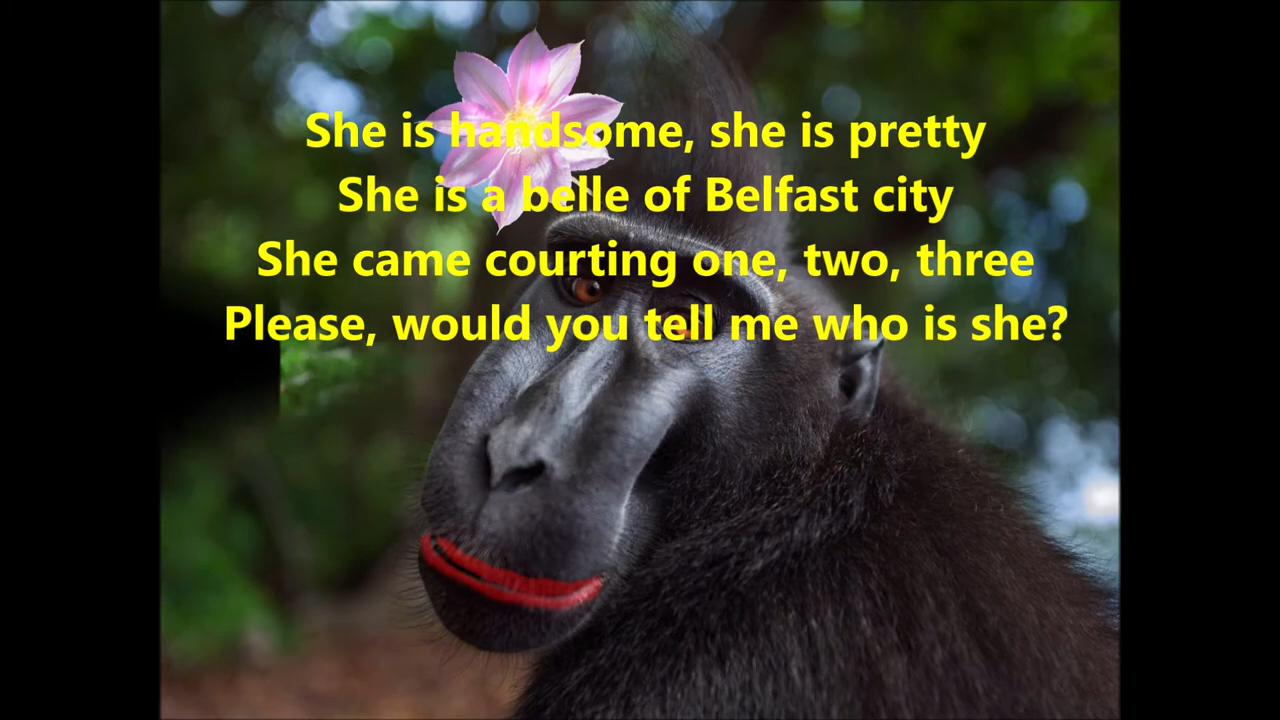 She is handsome, she is pretty
She is a belle of Belfast city
She came courting one, two, three
Please, would you tell me who is she?